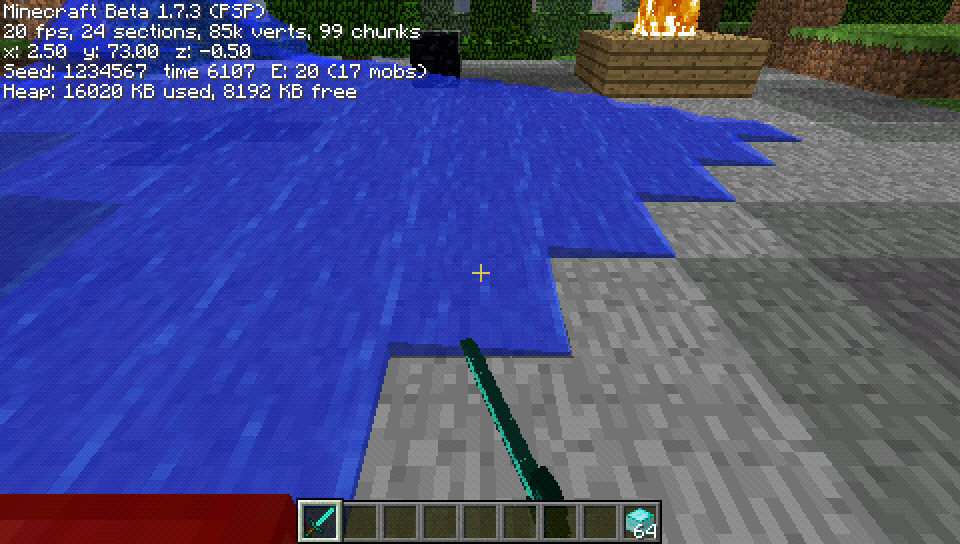 Minecraft Beta 1.7.3 (PSP)
20 fps, 24 sections, 85k verts, 99 chunks
x: 2.50 y: 73.00 z: -0.50
Seed: 1234567 time 6107 E: 20 (17 mobs)
Heap: 16020 KB used, 8192 KB free
64